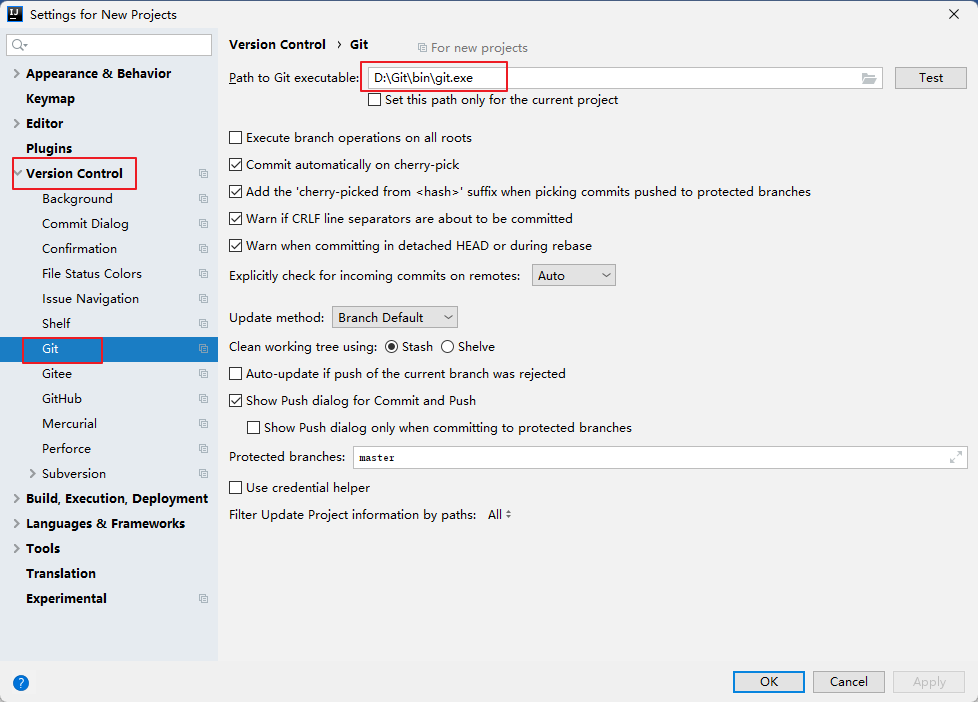 IJ Settings for New Projects
Appearance & Behavior
Keymap
Editor
Plugins
Version Control
Background
Commit Dialog
Confirmation
File Status Colors
Issue Navigation
Shelf
Git
Gitee
GitHub
Mercurial
Perforce
Subversion
Build, Execution, Deployment
Languages & Frameworks
Tools
Translation
Experimental
Version Control › Git For new projects
Path to Git executable: D:\Git\bin\git.exe Test
Set this path only for the current project
Execute branch operations on all roots
Commit automatically on cherry-pick
Add the 'cherry-picked from <hash>' suffix when picking commits pushed to protected branches
Warn if CRLF line separators are about to be committed
Warn when committing in detached HEAD or during rebase
Explicitly check for incoming commits on remotes: Auto
Update method: Branch Default
Clean working tree using: Stash Shelve
Auto-update if push of the current branch was rejected
Show Push dialog for Commit and Push
Show Push dialog only when committing to protected branches
Protected branches: master
Use credential helper
Filter Update Project information by paths: All
? OK Cancel Apply